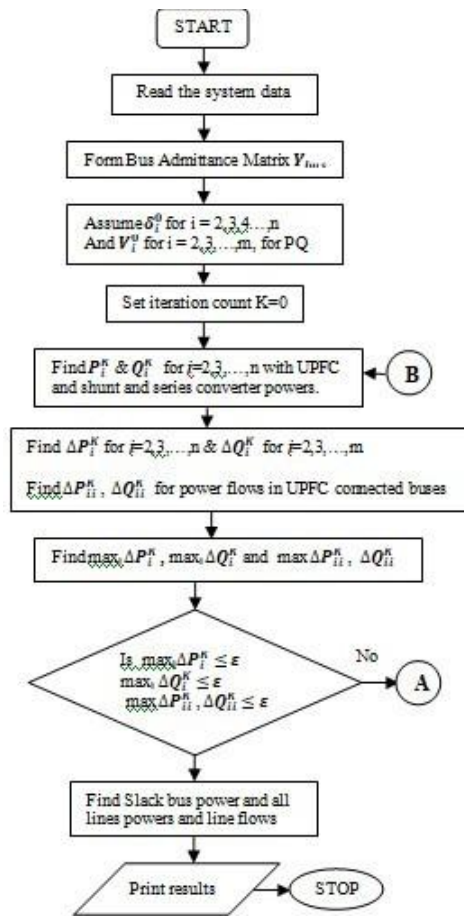 START
Read the system data
Form Bus Admittance Matrix Y_bus
Assume δ_i^0 for i = 2,3,4…,n
And V_i^0 for i = 2,3,…,m, for PQ
Set iteration count K=0
Find P_i^K & Q_i^K for i=2,3,…,n with UPFC
and shunt and series converter powers.
B
Find ΔP_i^K for i=2,3,…,n & ΔQ_i^K for i=2,3,…,m
Find ΔP_ii^K , ΔQ_ii^K for power flows in UPFC connected buses
Find max, ΔP_i^K , max, ΔQ_i^K and max ΔP_ii^K , ΔQ_ii^K
Is max, ΔP_i^K ≤ ε
max, ΔQ_i^K ≤ ε
max ΔP_ii^K , ΔQ_ii^K ≤ ε
No
A
Find Slack bus power and all
lines powers and line flows
Print results
STOP